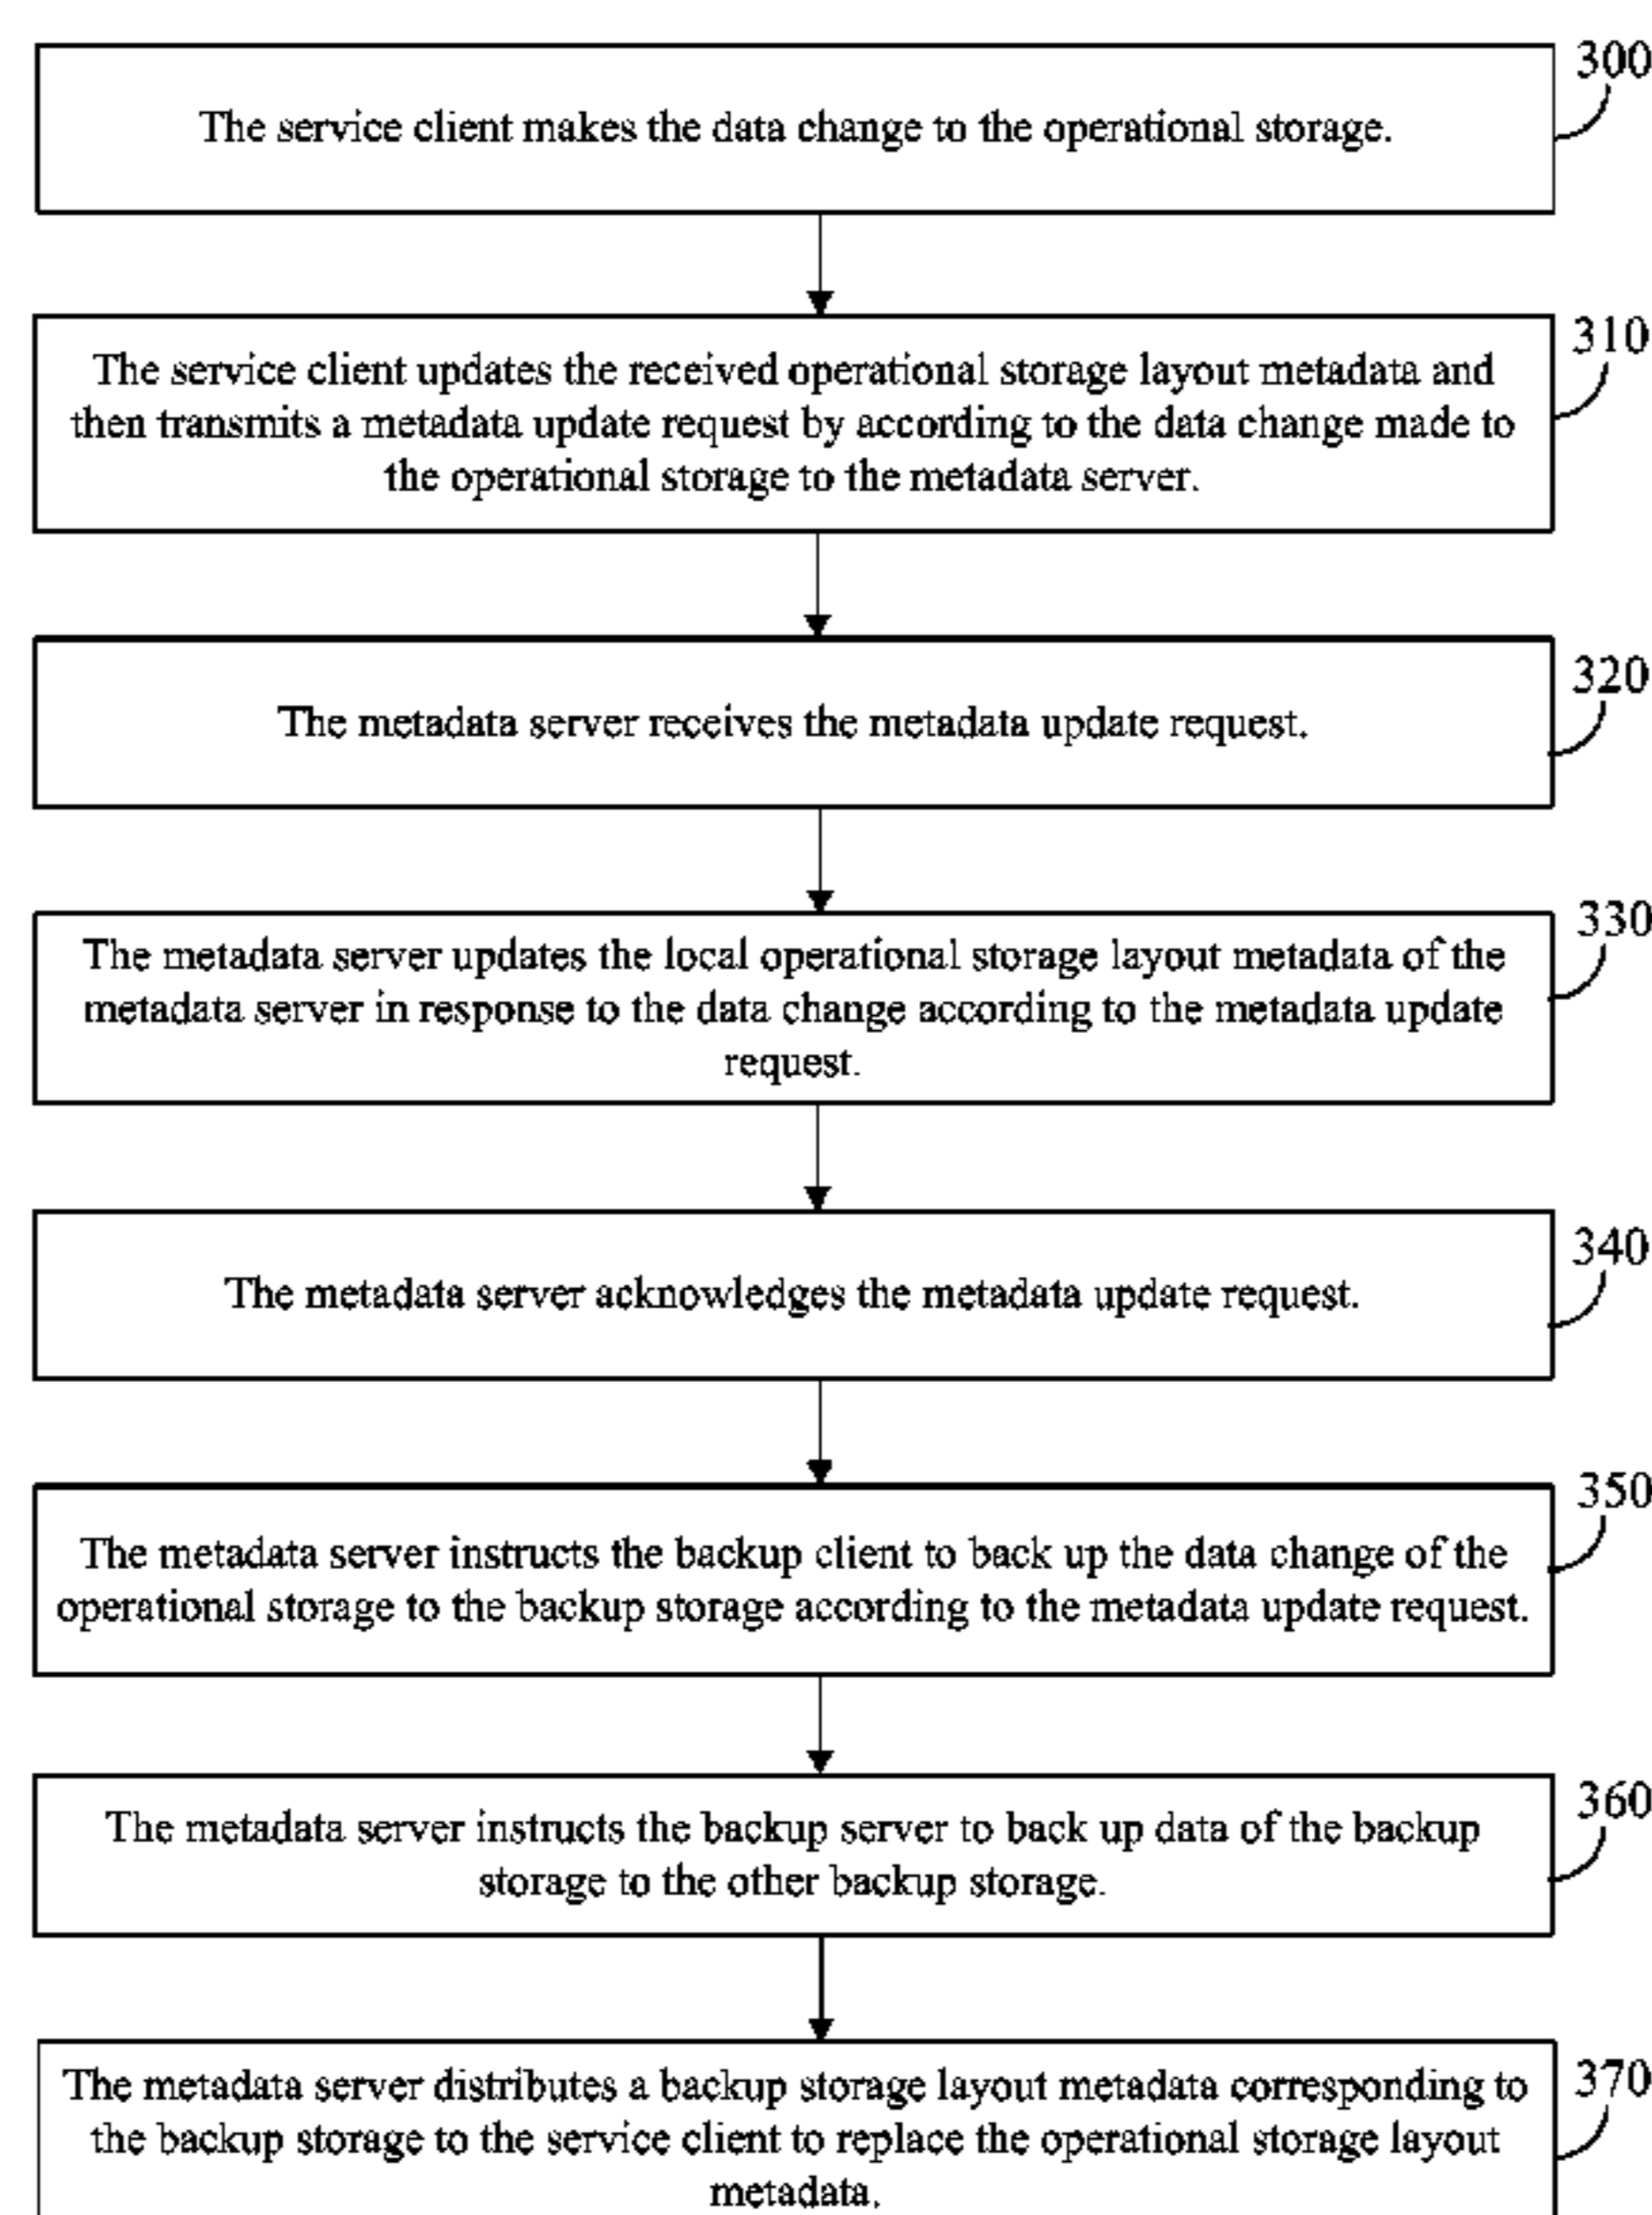 300
The service client makes the data change to the operational storage.
310
The service client updates the received operational storage layout metadata and
then transmits a metadata update request by according to the data change made to
the operational storage to the metadata server.
320
The metadata server receives the metadata update request.
330
The metadata server updates the local operational storage layout metadata of the
metadata server in response to the data change according to the metadata update
request.
340
The metadata server acknowledges the metadata update request.
350
The metadata server instructs the backup client to back up the data change of the
operational storage to the backup storage according to the metadata update request.
360
The metadata server instructs the backup server to back up data of the backup
storage to the other backup storage.
370
The metadata server distributes a backup storage layout metadata corresponding to
the backup storage to the service client to replace the operational storage layout
metadata.